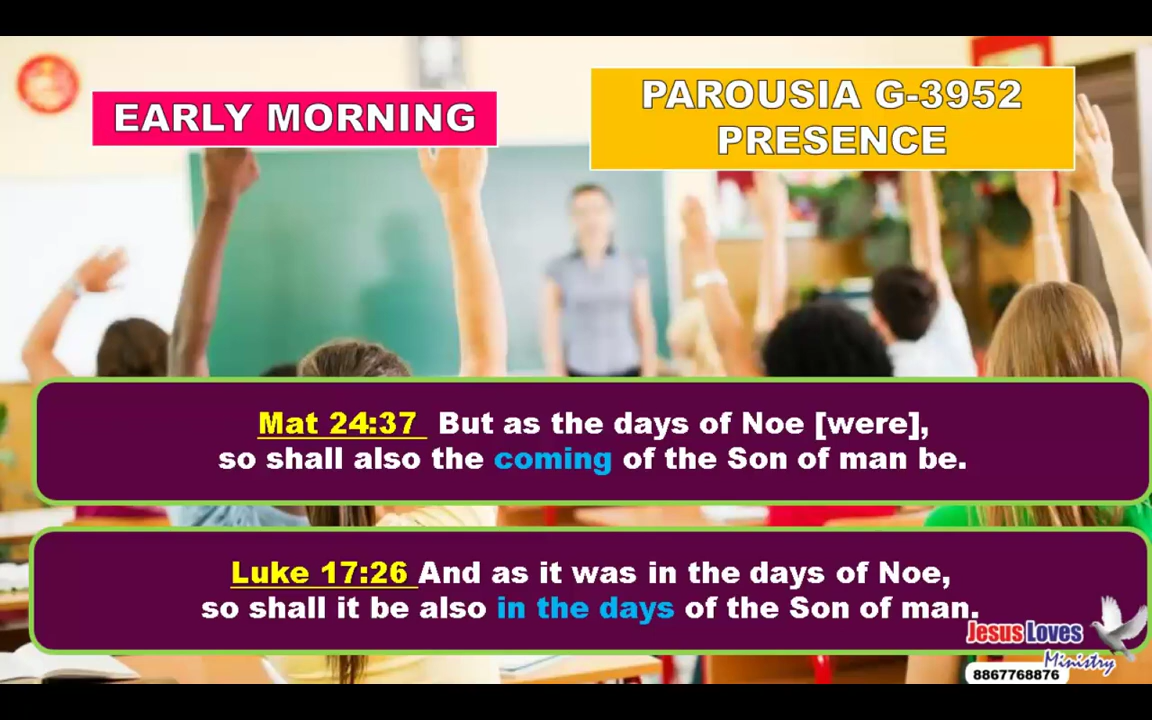 EARLY MORNING
PAROUSIA G-3952
PRESENCE
Mat 24:37 But as the days of Noe [were],
so shall also the coming of the Son of man be.
Luke 17:26 And as it was in the days of Noe,
so shall it be also in the days of the Son of man.
Jesus Loves
Ministry
8867768876